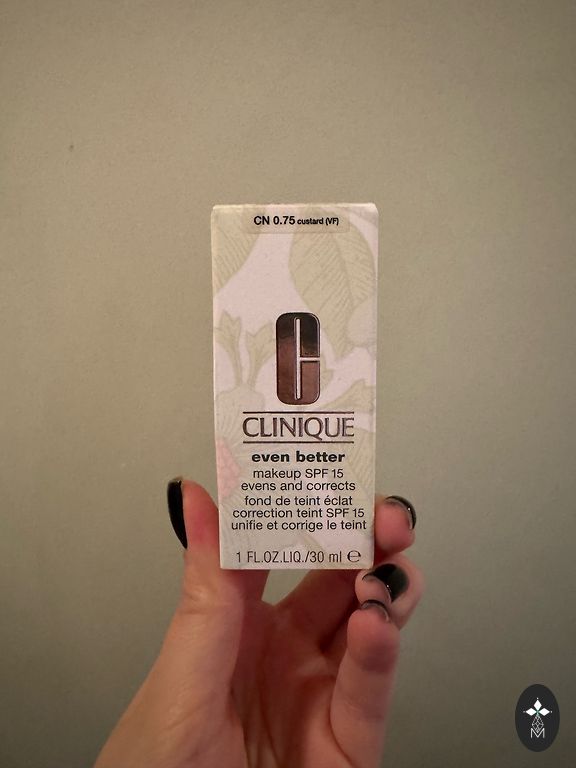 CN 0.75 custard (VF)
C
CLINIQUE
even better
makeup SPF 15
evens and corrects
fond de teint éclat
correction teint SPF 15
unifie et corrige le teint
1 FL.OZ.LIQ./30 ml ℮
M